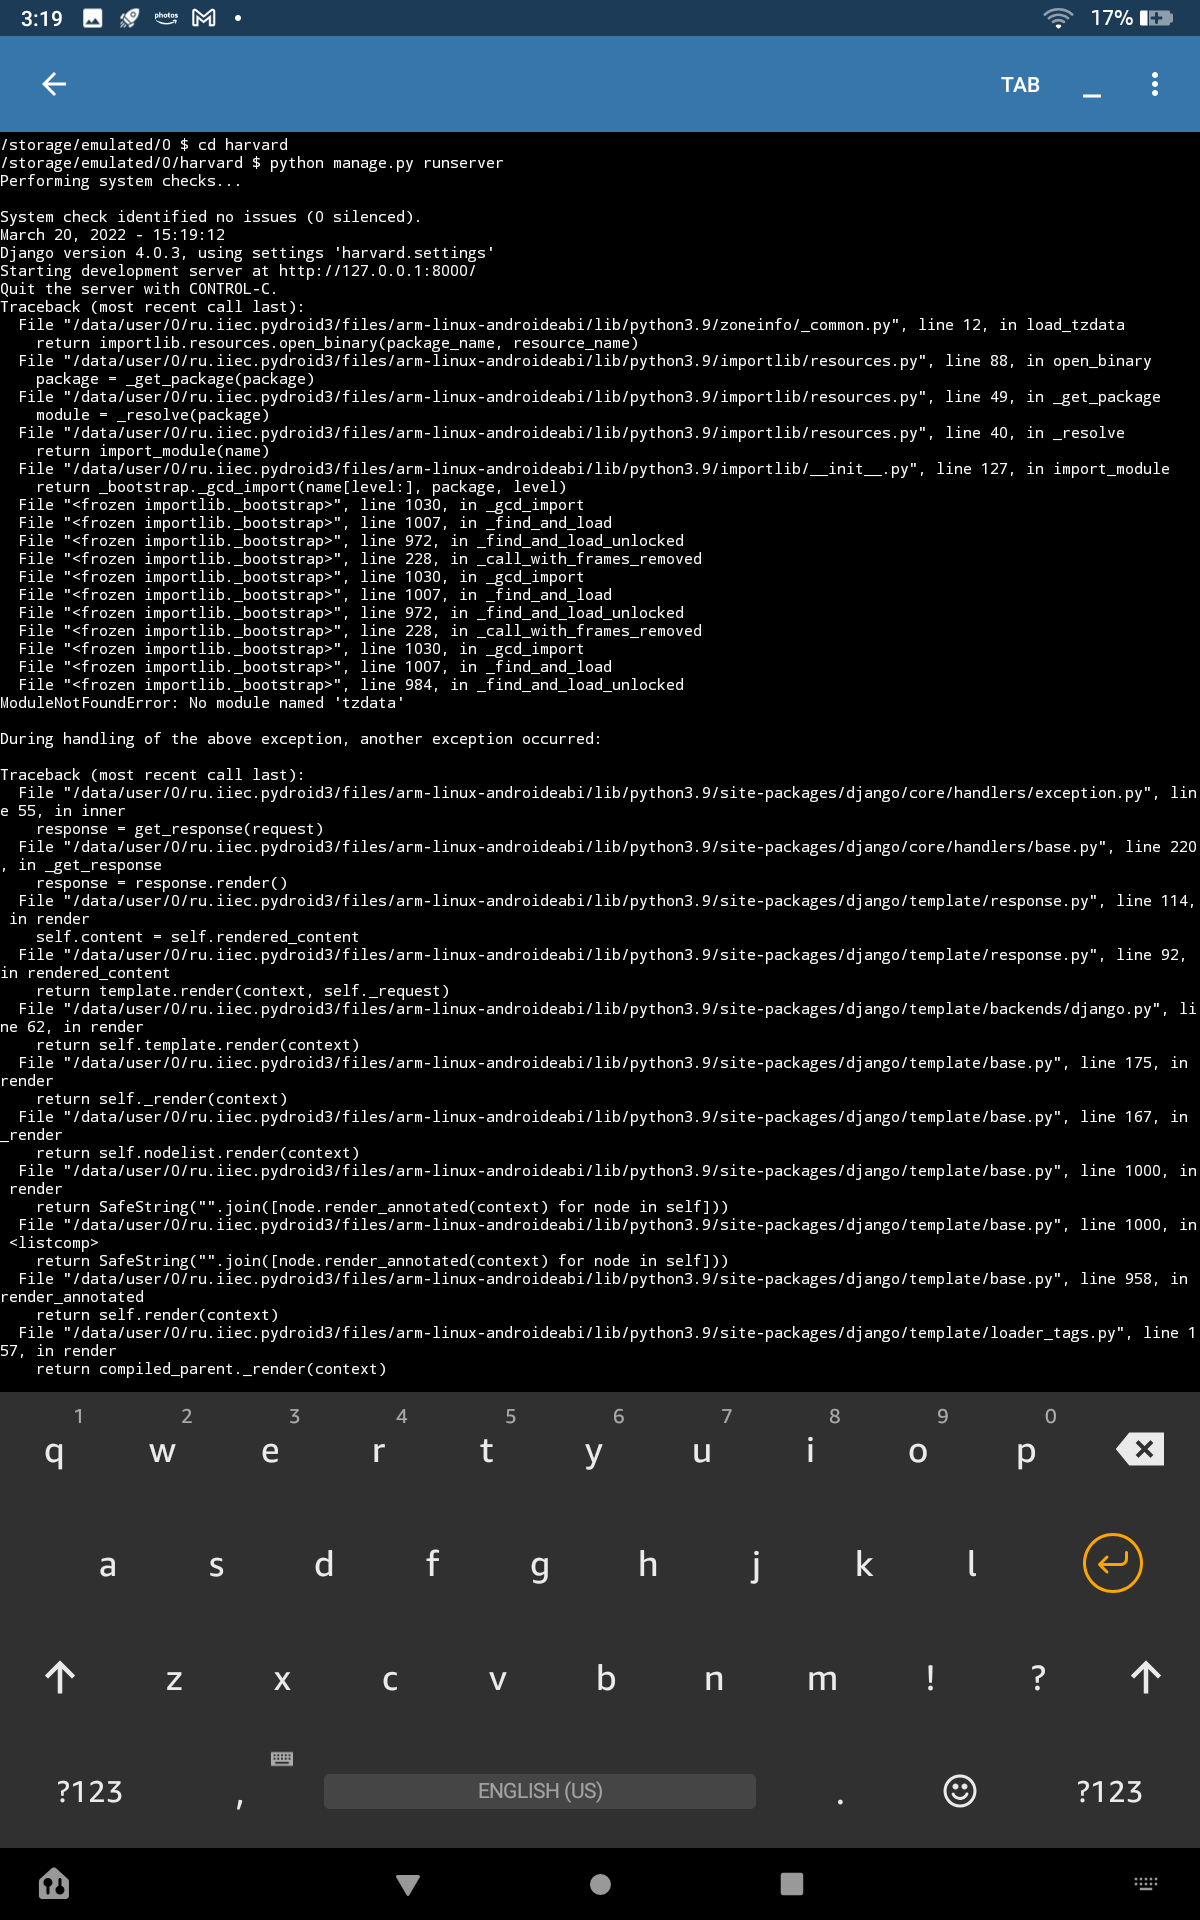 3:19 photos 17%
TAB
/storage/emulated/0 $ cd harvard
/storage/emulated/0/harvard $ python manage.py runserver
Performing system checks...
System check identified no issues (0 silenced).
March 20, 2022 - 15:19:12
Django version 4.0.3, using settings 'harvard.settings'
Starting development server at http://127.0.0.1:8000/
Quit the server with CONTROL-C.
Traceback (most recent call last):
  File "/data/user/0/ru.iiec.pydroid3/files/arm-linux-androideabi/lib/python3.9/zoneinfo/_common.py", line 12, in load_tzdata
    return importlib.resources.open_binary(package_name, resource_name)
  File "/data/user/0/ru.iiec.pydroid3/files/arm-linux-androideabi/lib/python3.9/importlib/resources.py", line 88, in open_binary
    package = _get_package(package)
  File "/data/user/0/ru.iiec.pydroid3/files/arm-linux-androideabi/lib/python3.9/importlib/resources.py", line 49, in _get_package
    module = _resolve(package)
  File "/data/user/0/ru.iiec.pydroid3/files/arm-linux-androideabi/lib/python3.9/importlib/resources.py", line 40, in _resolve
    return import_module(name)
  File "/data/user/0/ru.iiec.pydroid3/files/arm-linux-androideabi/lib/python3.9/importlib/__init__.py", line 127, in import_module
    return _bootstrap._gcd_import(name[level:], package, level)
  File "<frozen importlib._bootstrap>", line 1030, in _gcd_import
  File "<frozen importlib._bootstrap>", line 1007, in _find_and_load
  File "<frozen importlib._bootstrap>", line 972, in _find_and_load_unlocked
  File "<frozen importlib._bootstrap>", line 228, in _call_with_frames_removed
  File "<frozen importlib._bootstrap>", line 1030, in _gcd_import
  File "<frozen importlib._bootstrap>", line 1007, in _find_and_load
  File "<frozen importlib._bootstrap>", line 972, in _find_and_load_unlocked
  File "<frozen importlib._bootstrap>", line 228, in _call_with_frames_removed
  File "<frozen importlib._bootstrap>", line 1030, in _gcd_import
  File "<frozen importlib._bootstrap>", line 1007, in _find_and_load
  File "<frozen importlib._bootstrap>", line 984, in _find_and_load_unlocked
ModuleNotFoundError: No module named 'tzdata'
During handling of the above exception, another exception occurred:
Traceback (most recent call last):
  File "/data/user/0/ru.iiec.pydroid3/files/arm-linux-androideabi/lib/python3.9/site-packages/django/core/handlers/exception.py", lin
e 55, in inner
    response = get_response(request)
  File "/data/user/0/ru.iiec.pydroid3/files/arm-linux-androideabi/lib/python3.9/site-packages/django/core/handlers/base.py", line 220
, in _get_response
    response = response.render()
  File "/data/user/0/ru.iiec.pydroid3/files/arm-linux-androideabi/lib/python3.9/site-packages/django/template/response.py", line 114,
 in render
    self.content = self.rendered_content
  File "/data/user/0/ru.iiec.pydroid3/files/arm-linux-androideabi/lib/python3.9/site-packages/django/template/response.py", line 92,
in rendered_content
    return template.render(context, self._request)
  File "/data/user/0/ru.iiec.pydroid3/files/arm-linux-androideabi/lib/python3.9/site-packages/django/template/backends/django.py", li
ne 62, in render
    return self.template.render(context)
  File "/data/user/0/ru.iiec.pydroid3/files/arm-linux-androideabi/lib/python3.9/site-packages/django/template/base.py", line 175, in
render
    return self._render(context)
  File "/data/user/0/ru.iiec.pydroid3/files/arm-linux-androideabi/lib/python3.9/site-packages/django/template/base.py", line 167, in
_render
    return self.nodelist.render(context)
  File "/data/user/0/ru.iiec.pydroid3/files/arm-linux-androideabi/lib/python3.9/site-packages/django/template/base.py", line 1000, in
 render
    return SafeString("".join([node.render_annotated(context) for node in self]))
  File "/data/user/0/ru.iiec.pydroid3/files/arm-linux-androideabi/lib/python3.9/site-packages/django/template/base.py", line 1000, in
 <listcomp>
    return SafeString("".join([node.render_annotated(context) for node in self]))
  File "/data/user/0/ru.iiec.pydroid3/files/arm-linux-androideabi/lib/python3.9/site-packages/django/template/base.py", line 958, in
render_annotated
    return self.render(context)
  File "/data/user/0/ru.iiec.pydroid3/files/arm-linux-androideabi/lib/python3.9/site-packages/django/template/loader_tags.py", line 1
57, in render
    return compiled_parent._render(context)
1 2 3 4 5 6 7 8 9 0
q w e r t y u i o p
a s d f g h j k l
z x c v b n m ! ?
?123 , ENGLISH (US) . ?123